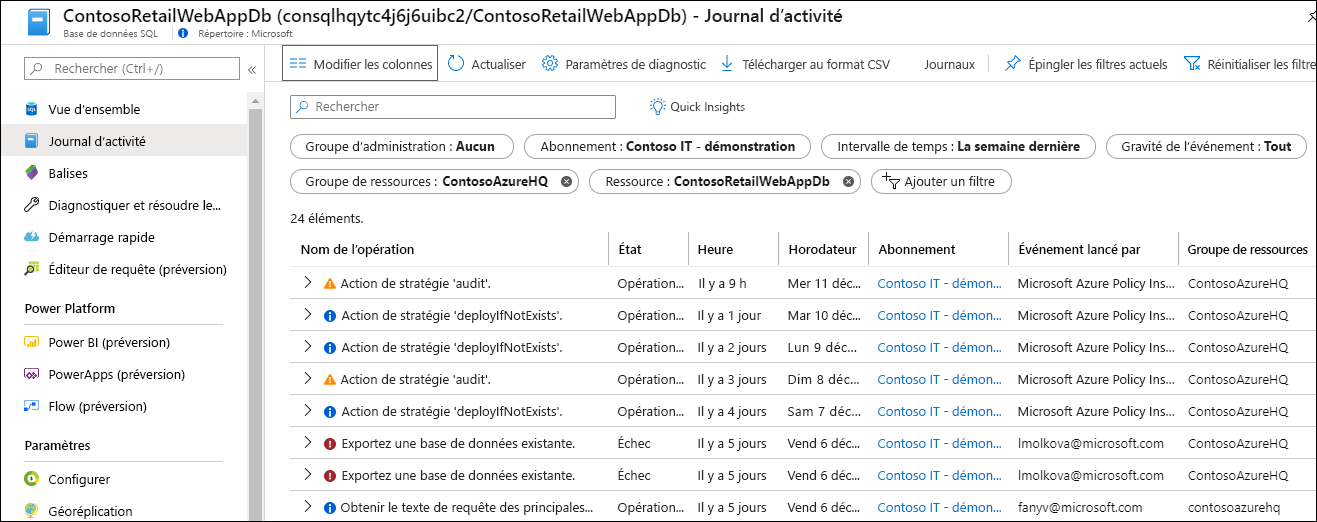 ContosoRetailWebAppDb (consqlhqytc4j6j6uibc2/ContosoRetailWebAppDb) - Journal d'activité
Base de données SQL Répertoire : Microsoft
Rechercher (Ctrl+/) «
Vue d'ensemble
Journal d'activité
Balises
Diagnostiquer et résoudre le...
Démarrage rapide
Éditeur de requête (préversion)
Power Platform
Power BI (préversion)
PowerApps (préversion)
Flow (préversion)
Paramètres
Configurer
Géoréplication
Modifier les colonnes Actualiser Paramètres de diagnostic Télécharger au format CSV Journaux Épingler les filtres actuels Réinitialiser les filtre
Rechercher Quick Insights
Groupe d'administration : Aucun Abonnement : Contoso IT - démonstration Intervalle de temps : La semaine dernière Gravité de l'événement : Tout
Groupe de ressources : ContosoAzureHQ Ressource : ContosoRetailWebAppDb Ajouter un filtre
24 éléments.
Nom de l'opération État Heure Horodateur Abonnement Événement lancé par Groupe de ressources
Action de stratégie 'audit'. Opération... Il y a 9 h Mer 11 déc... Contoso IT - démon... Microsoft Azure Policy Ins... ContosoAzureHQ
Action de stratégie 'deployIfNotExists'. Opération... Il y a 1 jour Mar 10 déc... Contoso IT - démon... Microsoft Azure Policy Ins... ContosoAzureHQ
Action de stratégie 'deployIfNotExists'. Opération... Il y a 2 jours Lun 9 déc... Contoso IT - démon... Microsoft Azure Policy Ins... ContosoAzureHQ
Action de stratégie 'audit'. Opération... Il y a 3 jours Dim 8 déc... Contoso IT - démon... Microsoft Azure Policy Ins... ContosoAzureHQ
Action de stratégie 'deployIfNotExists'. Opération... Il y a 4 jours Sam 7 déc... Contoso IT - démon... Microsoft Azure Policy Ins... ContosoAzureHQ
Exportez une base de données existante. Échec Il y a 5 jours Vend 6 déc... Contoso IT - démon... lmolkova@microsoft.com ContosoAzureHQ
Exportez une base de données existante. Échec Il y a 5 jours Vend 6 déc... Contoso IT - démon... lmolkova@microsoft.com ContosoAzureHQ
Obtenir le texte de requête des principales... Opération... Il y a 5 jours Vend 6 déc... Contoso IT - démon... fanyv@microsoft.com contosoazurehq